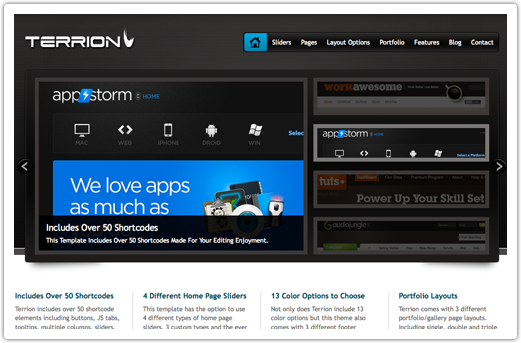 TERRION
Sliders Pages Layout Options Portfolio Features Blog Contact
appstorm HOME
MAC WEB IPHONE DROID WIN Selec
We love apps
as much as
Includes Over 50 Shortcodes
This Template Includes Over 50 Shortcodes Made For Your Editing Enjoyment.
workawesome
appstorm HOME
Select a Platform
tuts+ Dashboard
Power Up Your Skill Set
audiojungle
Includes Over 50 Shortcodes
Terrion includes over 50 shortcode
elements including buttons, JS tabs,
tooltips, multiple columns, sliders,
4 Different Home Page Sliders
This template has the option to use
4 different types of home page
sliders, 3 custom types and the ever
13 Color Options to Choose
Not only does Terrion include 13
color options but this theme also
comes with 3 different footer
Portfolio Layouts
Terrion comes with 3 different
portfolio/gallery page layouts,
including single, double and triple